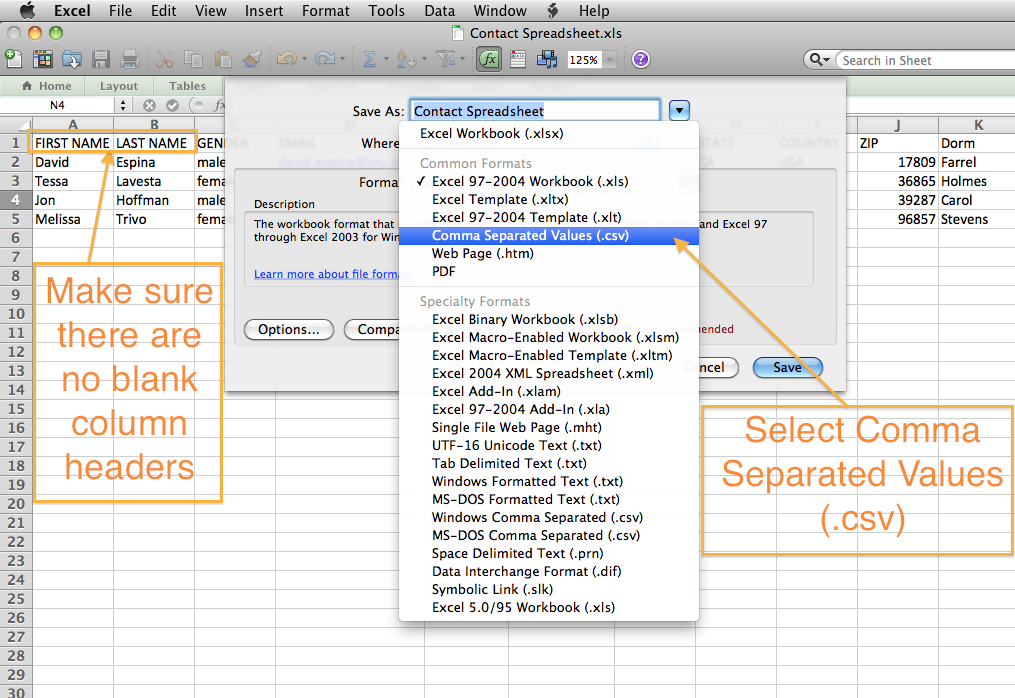 Excel File Edit View Insert Format Tools Data Window Help
Contact Spreadsheet.xls
fx 125% ? Search in Sheet
Home Layout Tables
N4 fx
Save As: Contact Spreadsheet
Where
Forma
Description
The workbook format that
and Excel 97
through Excel 2003 for Win
Learn more about file forma
Options... Compa
ended
ncel Save
Excel Workbook (.xlsx)
Common Formats
✓ Excel 97-2004 Workbook (.xls)
Excel Template (.xltx)
Excel 97-2004 Template (.xlt)
Comma Separated Values (.csv)
Web Page (.htm)
PDF
Specialty Formats
Excel Binary Workbook (.xlsb)
Excel Macro-Enabled Workbook (.xlsm)
Excel Macro-Enabled Template (.xltm)
Excel 2004 XML Spreadsheet (.xml)
Excel Add-In (.xlam)
Excel 97-2004 Add-In (.xla)
Single File Web Page (.mht)
UTF-16 Unicode Text (.txt)
Tab Delimited Text (.txt)
Windows Formatted Text (.txt)
MS-DOS Formatted Text (.txt)
Windows Comma Separated (.csv)
MS-DOS Comma Separated (.csv)
Space Delimited Text (.prn)
Data Interchange Format (.dif)
Symbolic Link (.slk)
Excel 5.0/95 Workbook (.xls)
A B C H I J K
1 FIRST NAME LAST NAME GENDER EMAIL STATE COUNTRY ZIP Dorm
2 David Espina male CA USA 17809 Farrel
3 Tessa Lavesta fema 36865 Holmes
4 Jon Hoffman male 39287 Carol
5 Melissa Trivo fema 96857 Stevens
6
7
8
9
10
11
12
13
14
15
16
17
18
19
20
21
22
23
24
25
26
27
28
29
30
Make sure
there are
no blank
column
headers
Select Comma
Separated Values
(.csv)